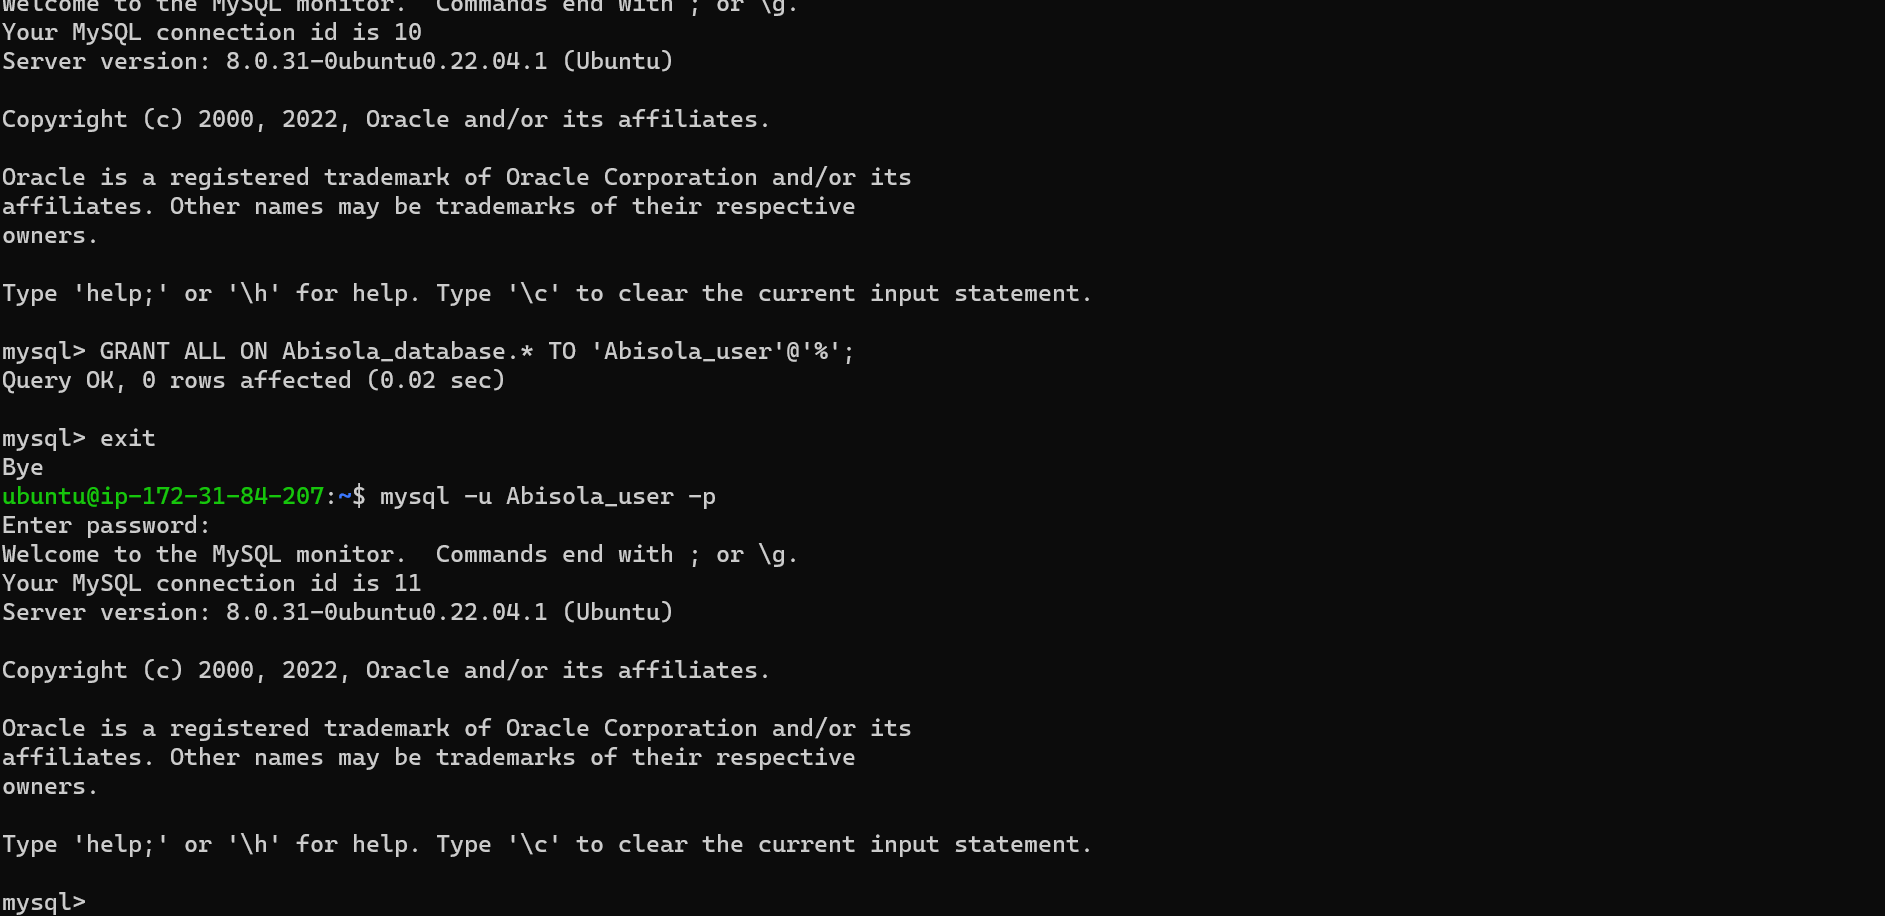 Welcome to the MySQL monitor.  Commands end with ; or \g.
Your MySQL connection id is 10
Server version: 8.0.31-0ubuntu0.22.04.1 (Ubuntu)
Copyright (c) 2000, 2022, Oracle and/or its affiliates.
Oracle is a registered trademark of Oracle Corporation and/or its
affiliates. Other names may be trademarks of their respective
owners.
Type 'help;' or '\h' for help. Type '\c' to clear the current input statement.
mysql> GRANT ALL ON Abisola_database.* TO 'Abisola_user'@'%';
Query OK, 0 rows affected (0.02 sec)
mysql> exit
Bye
ubuntu@ip-172-31-84-207:~$ mysql -u Abisola_user -p
Enter password:
Welcome to the MySQL monitor.  Commands end with ; or \g.
Your MySQL connection id is 11
Server version: 8.0.31-0ubuntu0.22.04.1 (Ubuntu)
Copyright (c) 2000, 2022, Oracle and/or its affiliates.
Oracle is a registered trademark of Oracle Corporation and/or its
affiliates. Other names may be trademarks of their respective
owners.
Type 'help;' or '\h' for help. Type '\c' to clear the current input statement.
mysql>